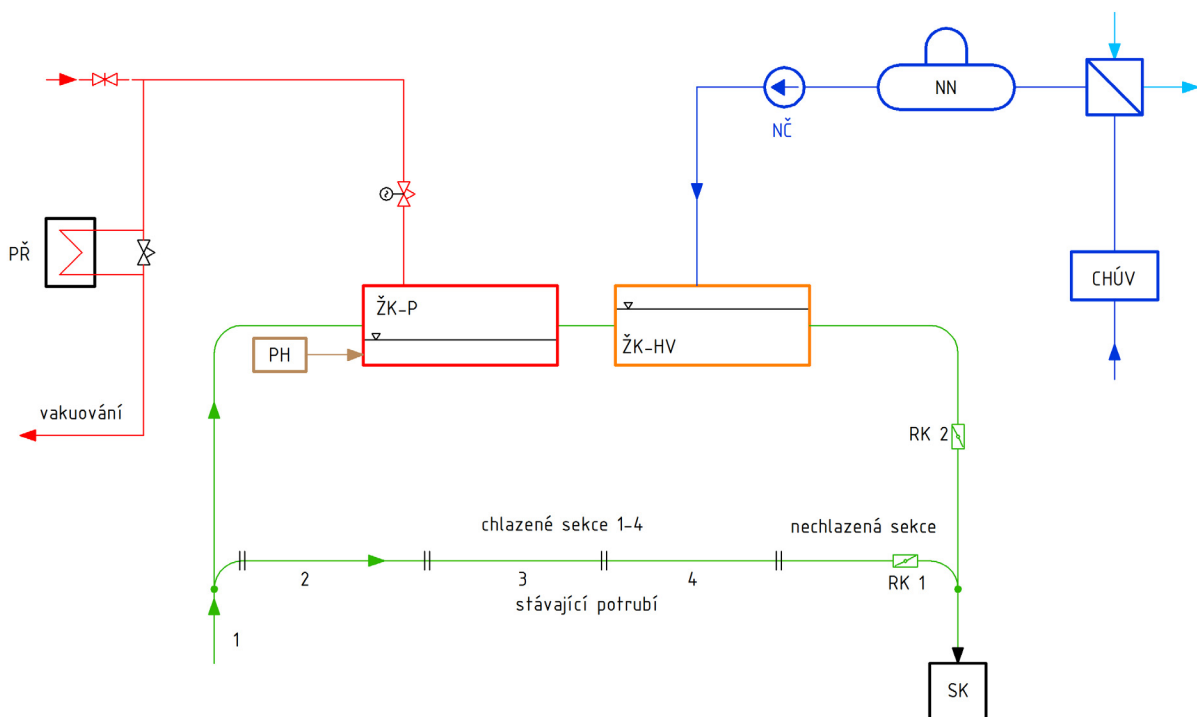 NN
NČ
PŘ
CHÚV
ŽK-P
ŽK-HV
PH
vakuování
RK 2
chlazené sekce 1-4
nechlazená sekce
2
3
4
RK 1
stávající potrubí
1
SK